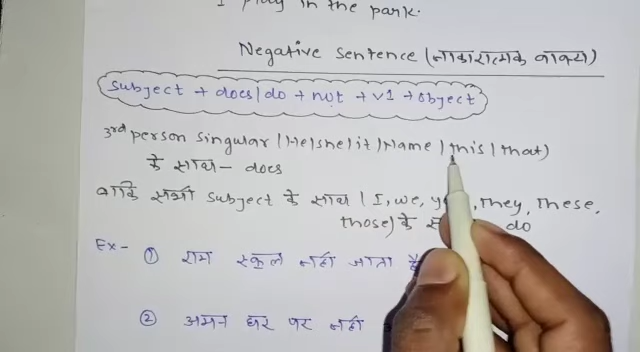 I play in the park.
Negative sentence (नाकारात्मक वाक्य)
subject + does/do + not + v1 + object
3rd person singular (He/she/it/Name/this/that)
के साथ - does
बाकि सभी subject के साथ (I, we, They, These,
those) के do
Ex- ① राम स्कूल नहीं जाता है
② अमन घर पर नहीं